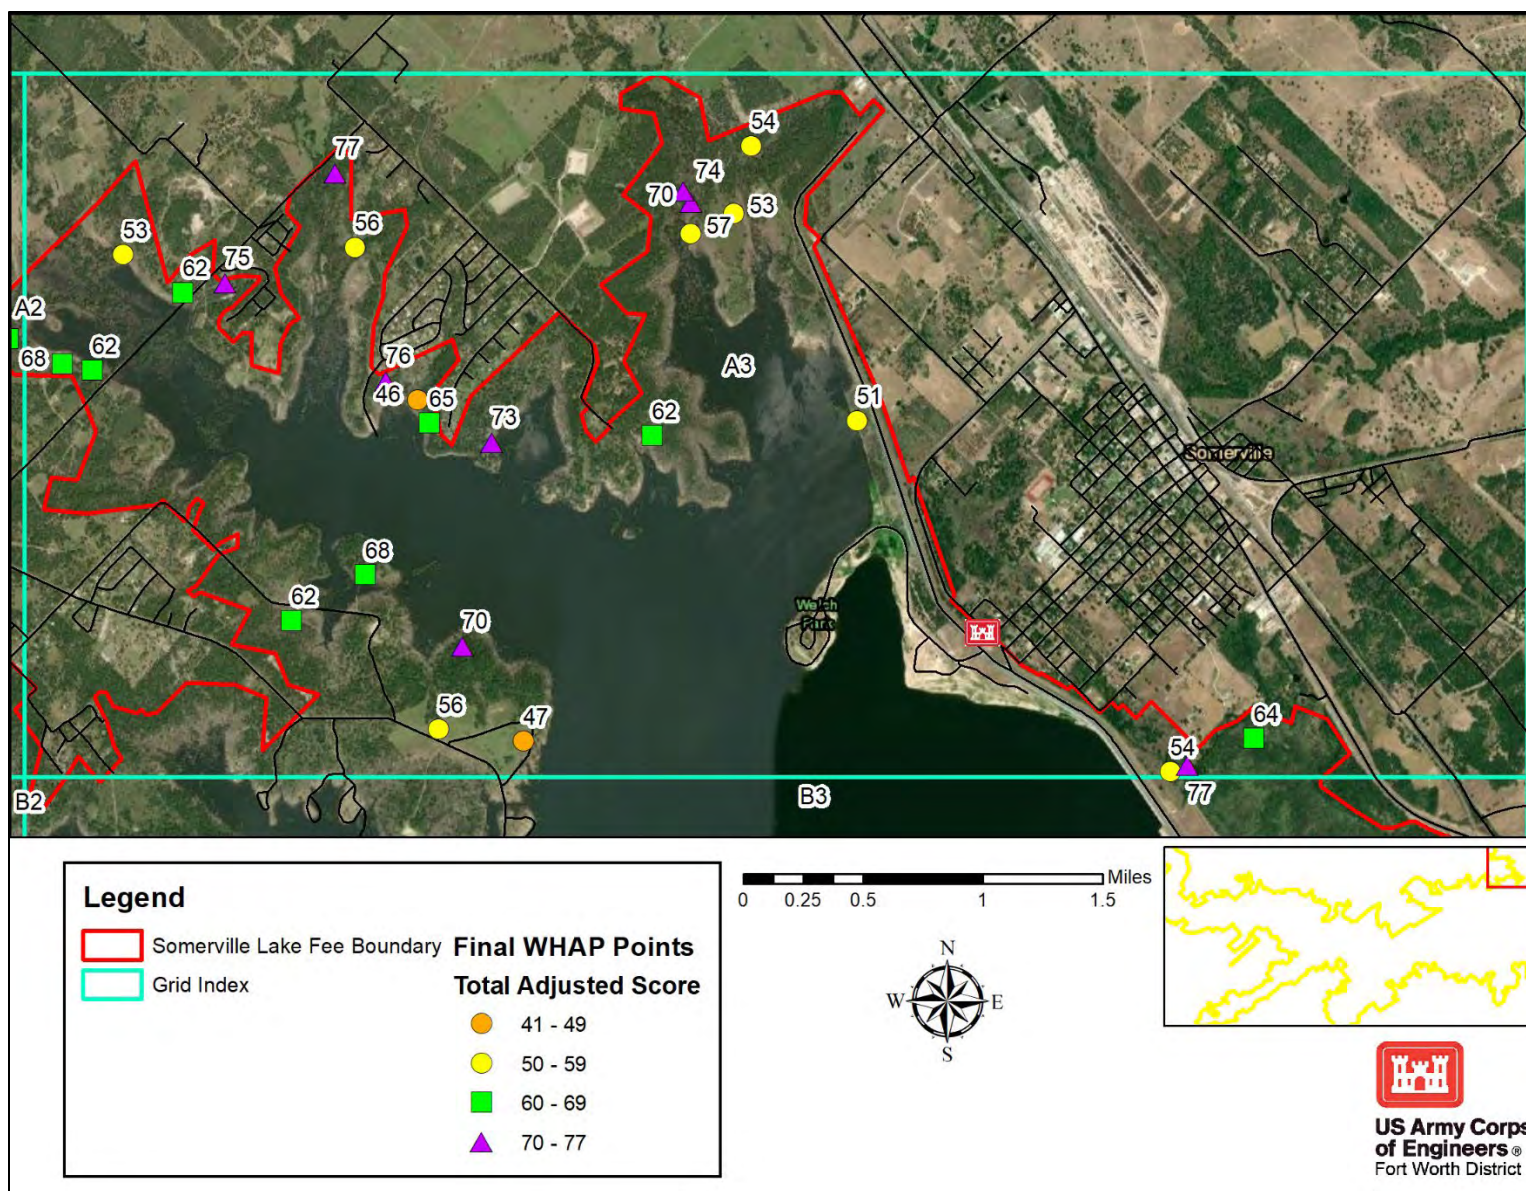 54
77
74
70
53
57
56
53
75
62
A2
76
68
62
46
65
73
62
A3
51
Somerville
68
62
Welch
Park
70
56
47
64
54
77
B2
B3
Legend
Somerville Lake Fee Boundary
Grid Index
Final WHAP Points
Total Adjusted Score
41 - 49
50 - 59
60 - 69
70 - 77
Miles
0 0.25 0.5 1 1.5
N
W E
S
US Army Corps
of Engineers ®
Fort Worth District